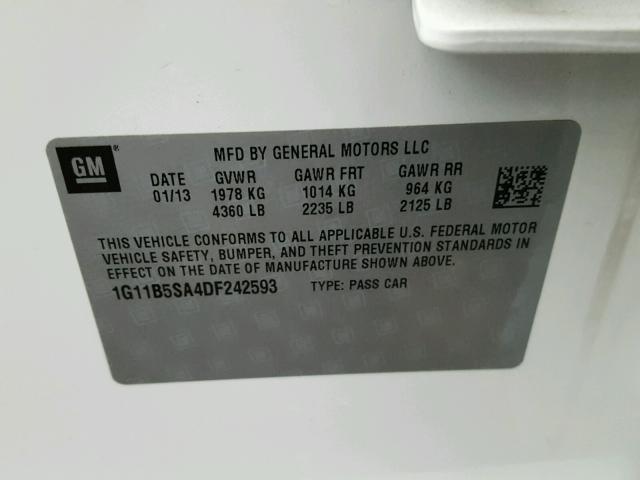 GM
MFD BY GENERAL MOTORS LLC
DATE GVWR GAWR FRT GAWR RR
01/13 1978 KG 1014 KG 964 KG
4360 LB 2235 LB 2125 LB
THIS VEHICLE CONFORMS TO ALL APPLICABLE U.S. FEDERAL MOTOR
VEHICLE SAFETY, BUMPER, AND THEFT PREVENTION STANDARDS IN
EFFECT ON THE DATE OF MANUFACTURE SHOWN ABOVE.
1G11B5SA4DF242593 TYPE: PASS CAR